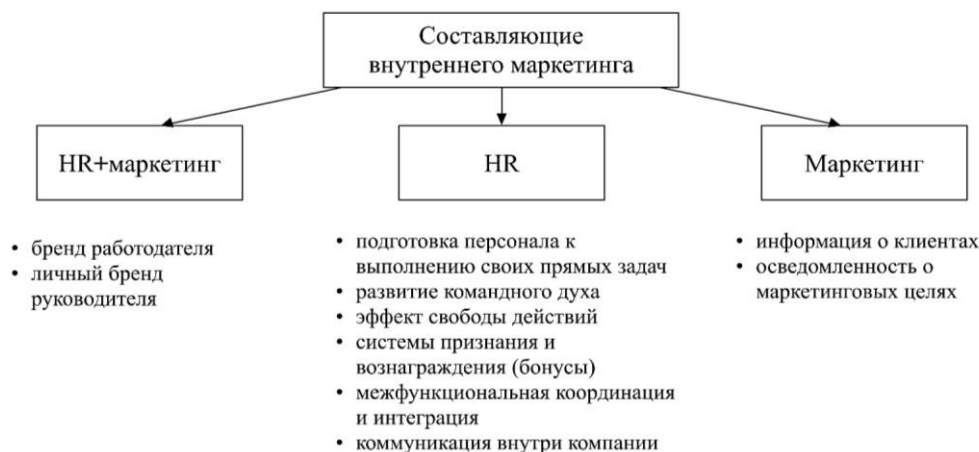 Составляющие
внутреннего маркетинга
HR+маркетинг
HR
Маркетинг
• бренд работодателя
• личный бренд
руководителя
• подготовка персонала к
выполнению своих прямых задач
• развитие командного духа
• эффект свободы действий
• системы признания и
вознаграждения (бонусы)
• межфункциональная координация
и интеграция
• коммуникация внутри компании
• информация о клиентах
• осведомленность о
маркетинговых целях